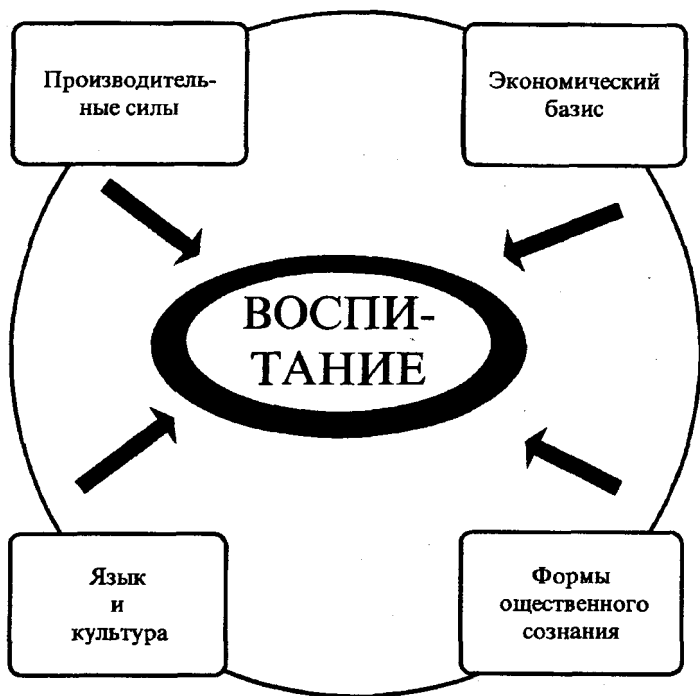 Производитель-
ные силы
Экономический
базис
ВОСПИ-
ТАНИЕ
Язык
и
культура
Формы
ощественного
сознания